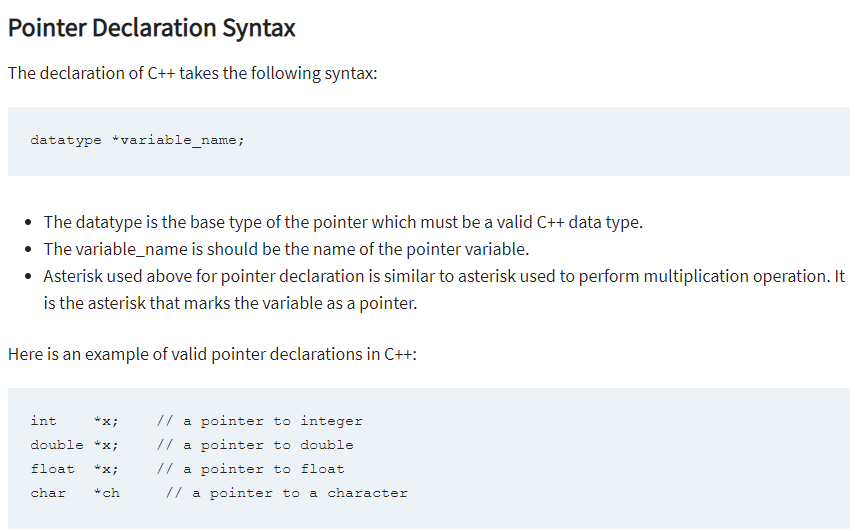 Pointer Declaration Syntax
The declaration of C++ takes the following syntax:
datatype *variable_name;
• The datatype is the base type of the pointer which must be a valid C++ data type.
• The variable_name is should be the name of the pointer variable.
• Asterisk used above for pointer declaration is similar to asterisk used to perform multiplication operation. It
is the asterisk that marks the variable as a pointer.
Here is an example of valid pointer declarations in C++:
int    *x;    // a pointer to integer
double *x;    // a pointer to double
float  *x;    // a pointer to float
char   *ch     // a pointer to a character